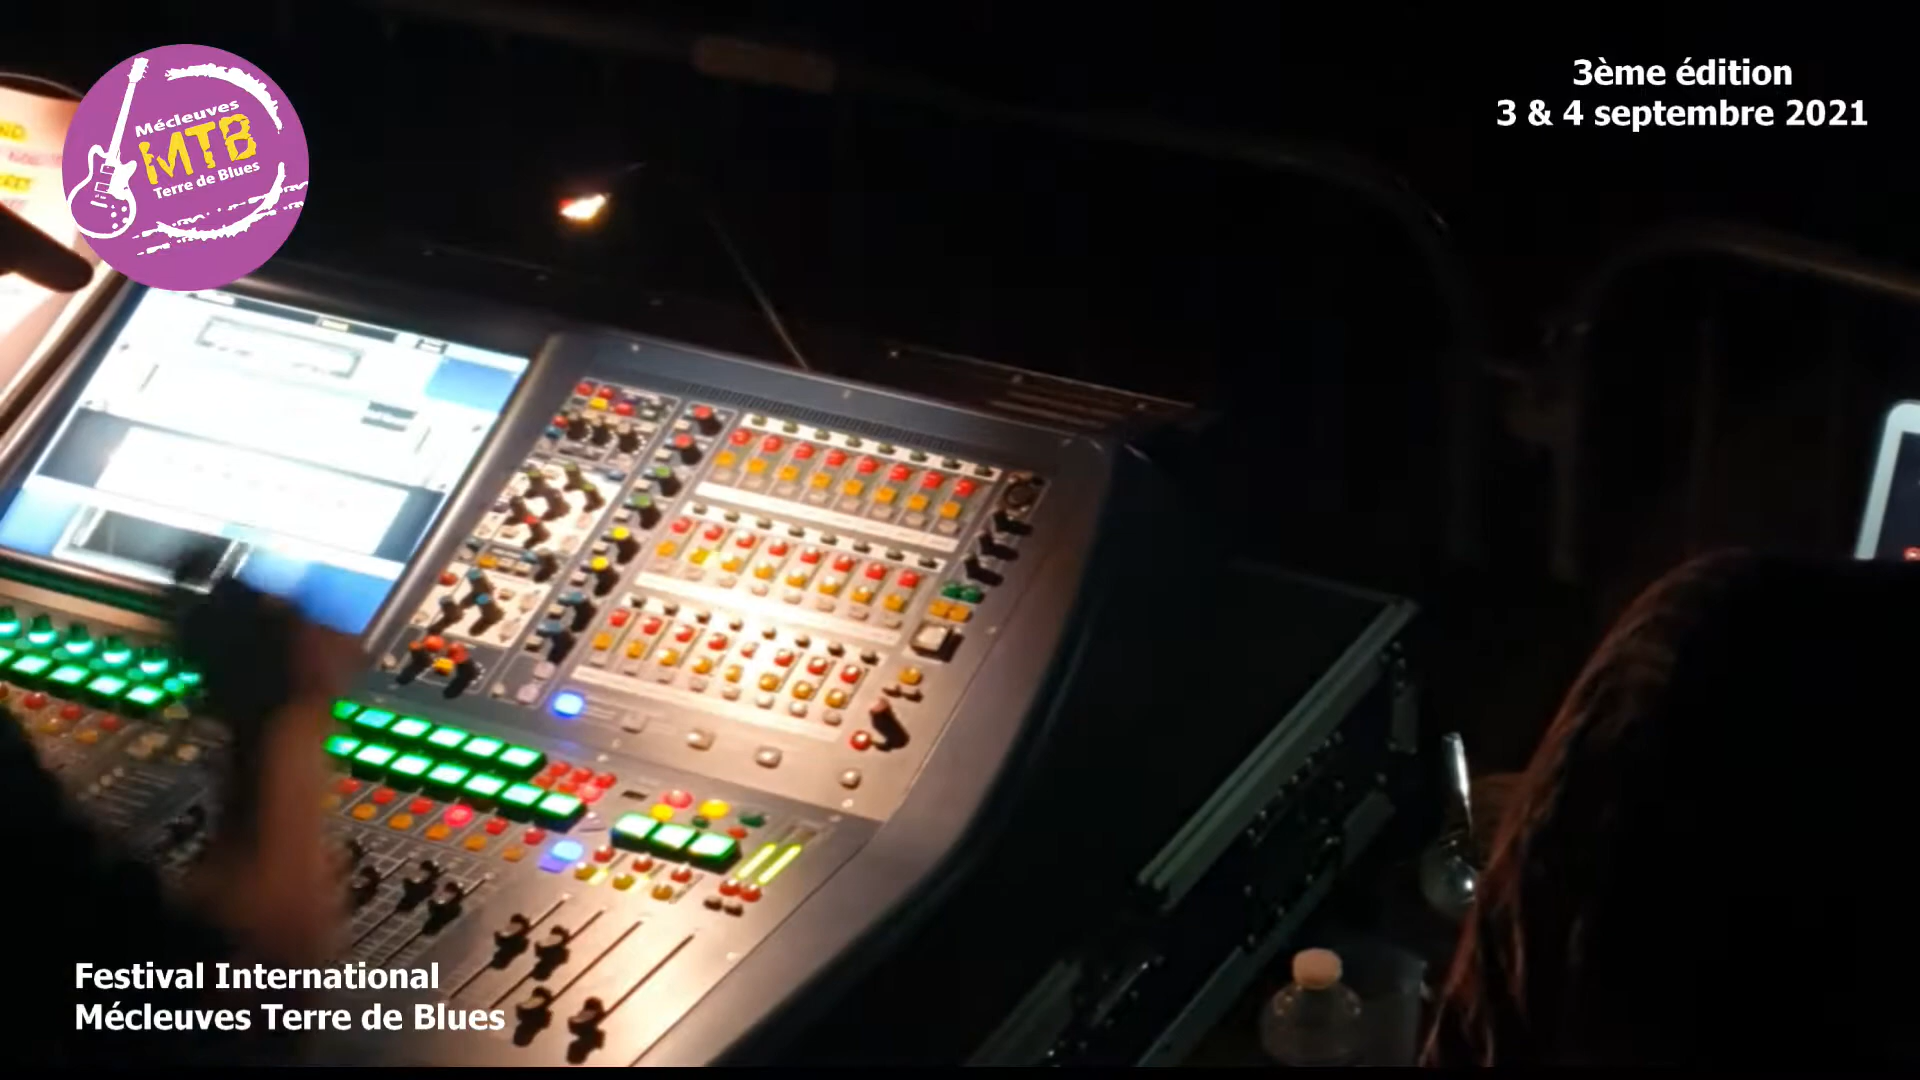 Mécleuves
MTB
Terre de Blues
3ème édition
3 & 4 septembre 2021
Festival International
Mécleuves Terre de Blues